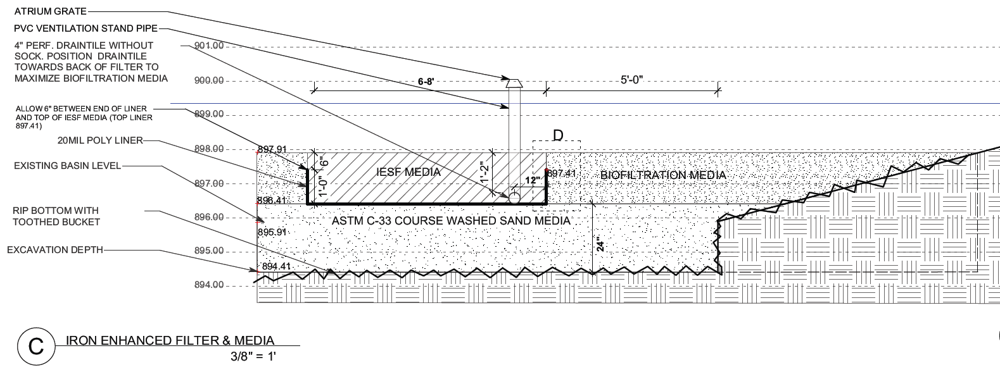 ATRIUM GRATE
PVC VENTILATION STAND PIPE
4" PERF. DRAINTILE WITHOUT
SOCK. POSITION DRAINTILE
TOWARDS BACK OF FILTER TO
MAXIMIZE BIOFILTRATION MEDIA
901.00
900.00
6-8'
5'-0"
ALLOW 6" BETWEEN END OF LINER
AND TOP OF IESF MEDIA (TOP LINER
897.41)
899.00
20MIL POLY LINER
D
898.00
897.91
EXISTING BASIN LEVEL
6"
IESF MEDIA
1'-2"
12"
897.41
BIOFILTRATION MEDIA
897.00
1'-0"
896.41
RIP BOTTOM WITH
TOOTHED BUCKET
896.00
ASTM C-33 COURSE WASHED SAND MEDIA
895.91
24"
EXCAVATION DEPTH
895.00
894.41
894.00
C
IRON ENHANCED FILTER & MEDIA
3/8" = 1'